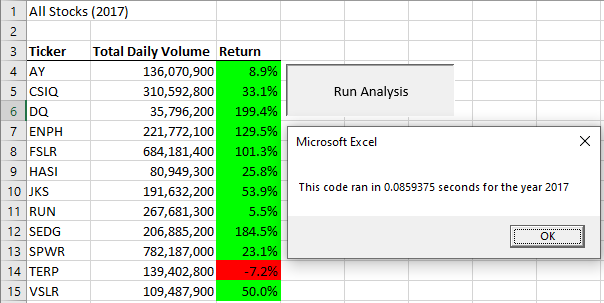 1 All Stocks (2017)
2
3 Ticker Total Daily Volume Return
4 AY 136,070,900 8.9%
5 CSIQ 310,592,800 33.1%
6 DQ 35,796,200 199.4%
7 ENPH 221,772,100 129.5%
8 FSLR 684,181,400 101.3%
9 HASI 80,949,300 25.8%
10 JKS 191,632,200 53.9%
11 RUN 267,681,300 5.5%
12 SEDG 206,885,200 184.5%
13 SPWR 782,187,000 23.1%
14 TERP 139,402,800 -7.2%
15 VSLR 109,487,900 50.0%
Run Analysis
Microsoft Excel
This code ran in 0.0859375 seconds for the year 2017
OK